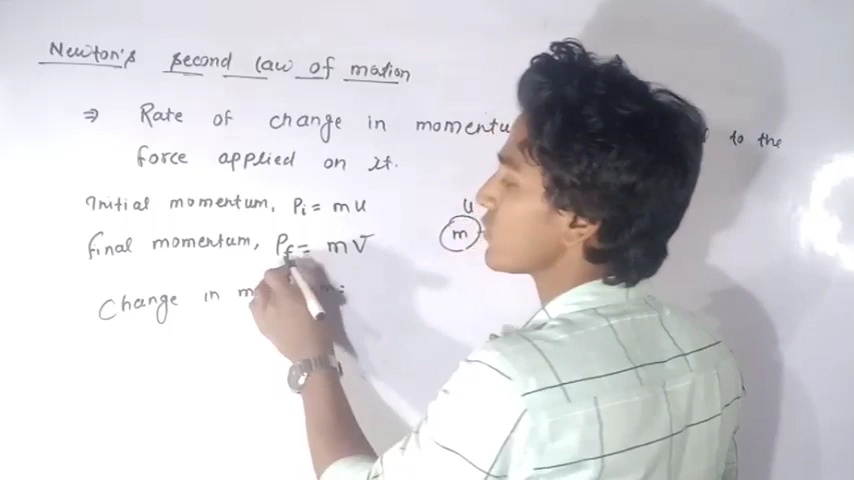 Newton's second law of motion
⇒ Rate of change in momentu to the
force applied on it.
Initial momentum, Pi = mu
final momentum, Pf = mv
u
m
Change in m